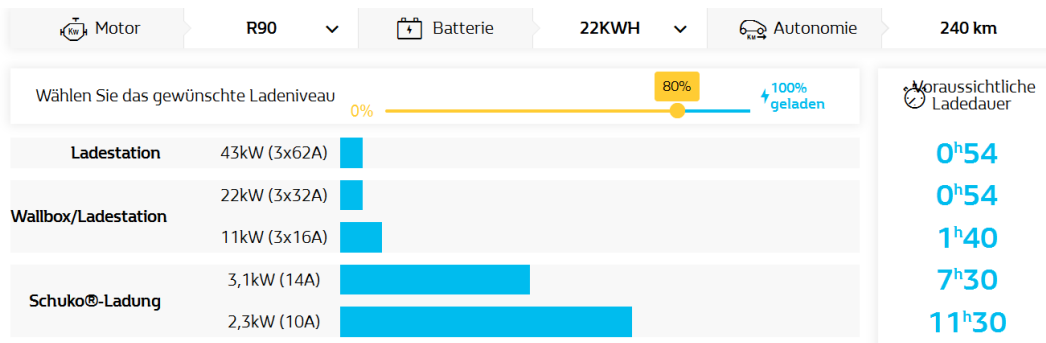 Kw Motor R90 Batterie 22KWH KM Autonomie 240 km
Wählen Sie das gewünschte Ladeniveau 0% 80% 100%
geladen
Voraussichtliche
Ladedauer
Ladestation 43kW (3x62A) 0h54
Wallbox/Ladestation
22kW (3x32A) 0h54
11kW (3x16A) 1h40
Schuko®-Ladung
3,1kW (14A) 7h30
2,3kW (10A) 11h30